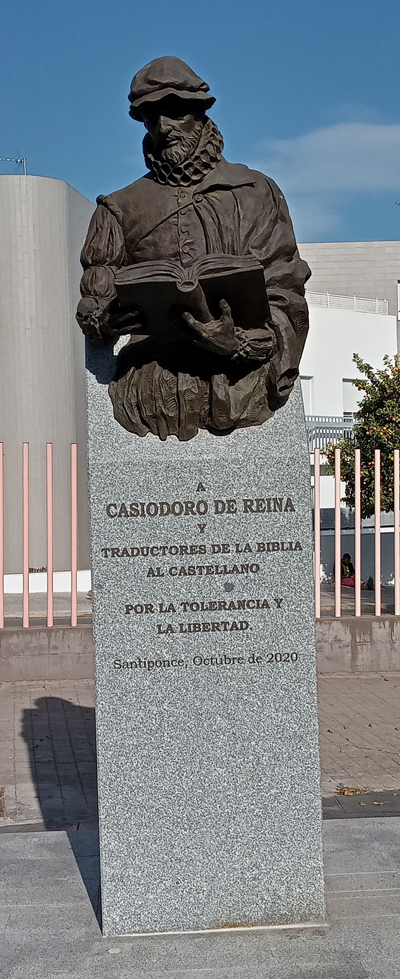 A
CASIODORO DE REINA
Y
TRADUCTORES DE LA BIBLIA
AL CASTELLANO
POR LA TOLERANCIA Y
LA LIBERTAD.
Santiponce, Octubre de 2020